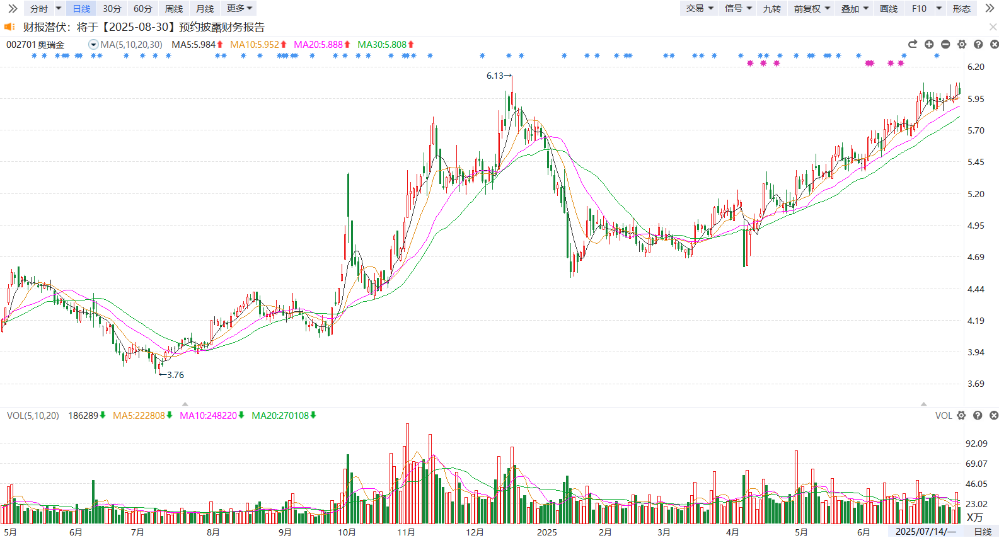 分时 日线 30分 60分 周线 月线 更多 交易 信号 九转 前复权 叠加 画线 F10 形态
财报潜伏：将于【2025-08-30】预约披露财务报告
002701 奥瑞金 MA(5,10,20,30) MA5:5.984 MA10:5.952 MA20:5.888 MA30:5.808
6.20
6.13
5.95
5.70
5.45
5.20
4.95
4.69
4.44
4.19
3.94
3.76
3.69
VOL(5,10,20) 186289 MA5:222808 MA10:248220 MA20:270108 VOL
92.09
69.07
46.05
23.02
X万
5月 6月 7月 8月 9月 10月 11月 12月 2025 2月 3月 4月 5月 6月 2025/07/14/一 日线